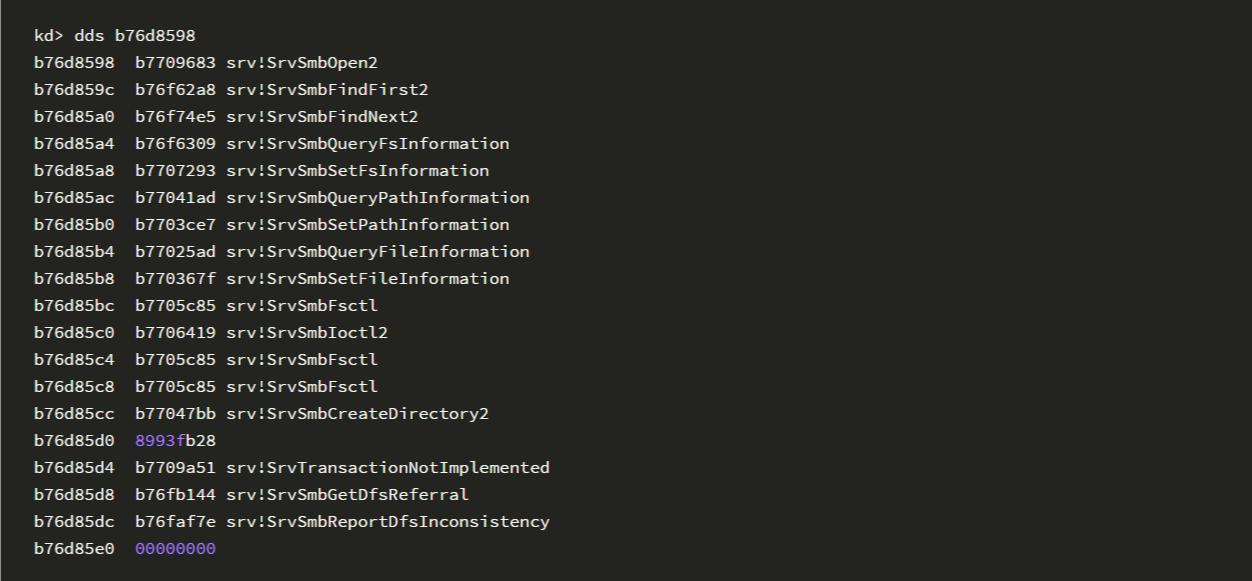 kd> dds b76d8598
b76d8598  b7709683 srv!SrvSmbOpen2
b76d859c  b76f62a8 srv!SrvSmbFindFirst2
b76d85a0  b76f74e5 srv!SrvSmbFindNext2
b76d85a4  b76f6309 srv!SrvSmbQueryFsInformation
b76d85a8  b7707293 srv!SrvSmbSetFsInformation
b76d85ac  b77041ad srv!SrvSmbQueryPathInformation
b76d85b0  b7703ce7 srv!SrvSmbSetPathInformation
b76d85b4  b77025ad srv!SrvSmbQueryFileInformation
b76d85b8  b770367f srv!SrvSmbSetFileInformation
b76d85bc  b7705c85 srv!SrvSmbFsctl
b76d85c0  b7706419 srv!SrvSmbIoctl2
b76d85c4  b7705c85 srv!SrvSmbFsctl
b76d85c8  b7705c85 srv!SrvSmbFsctl
b76d85cc  b77047bb srv!SrvSmbCreateDirectory2
b76d85d0  8993fb28
b76d85d4  b7709a51 srv!SrvTransactionNotImplemented
b76d85d8  b76fb144 srv!SrvSmbGetDfsReferral
b76d85dc  b76faf7e srv!SrvSmbReportDfsInconsistency
b76d85e0  00000000